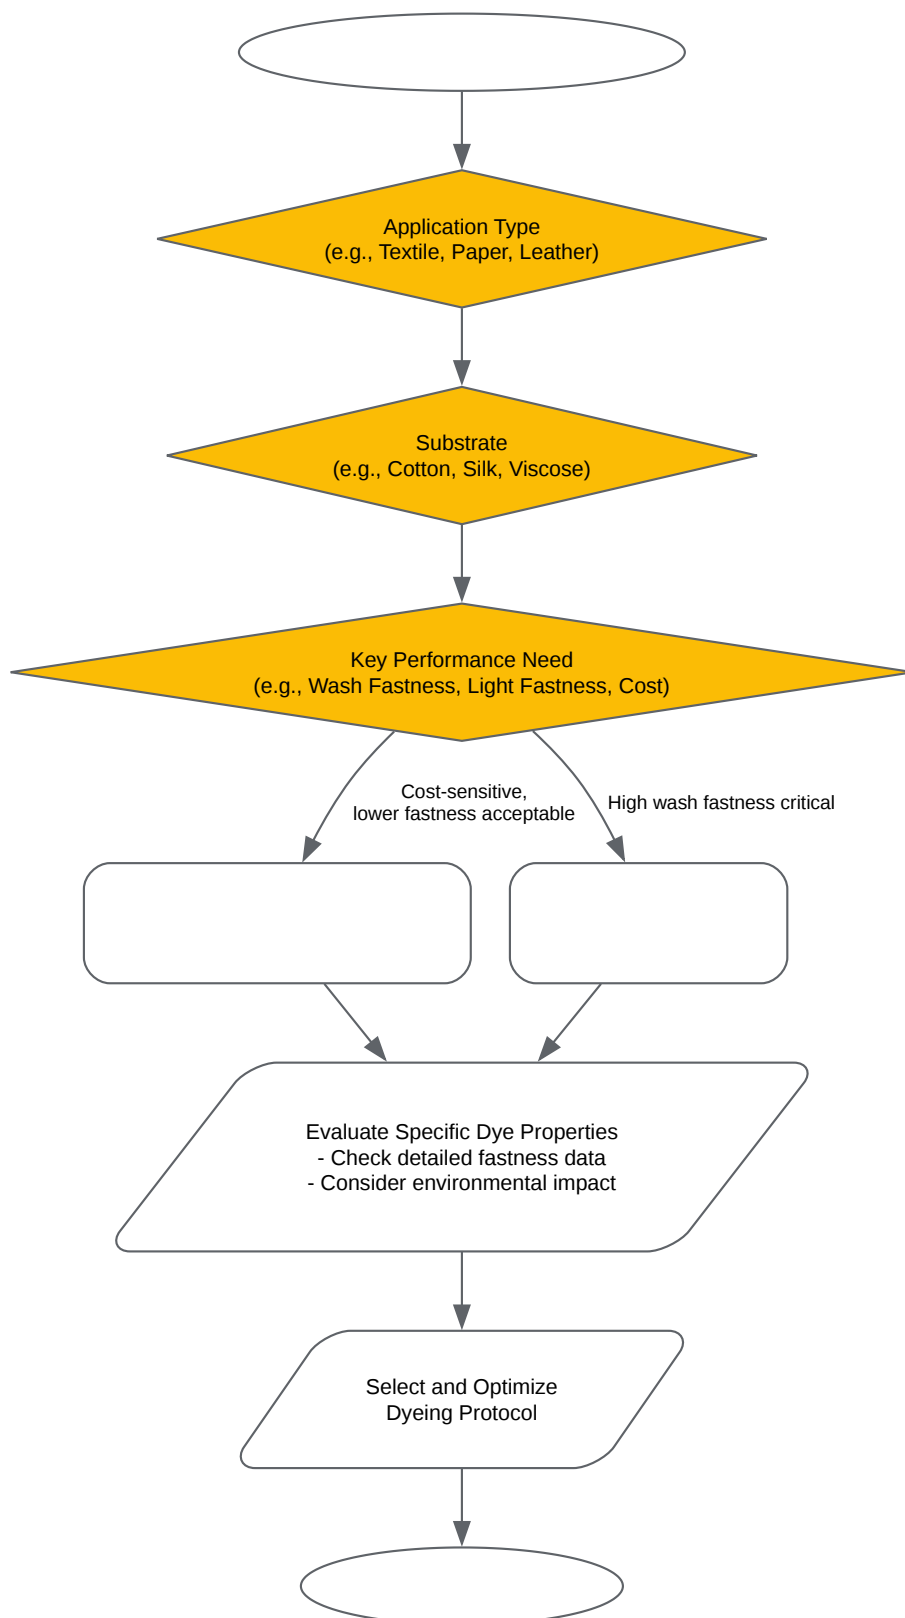 Application Type
(e.g., Textile, Paper, Leather)
Substrate
(e.g., Cotton, Silk, Viscose)
Key Performance Need
(e.g., Wash Fastness, Light Fastness, Cost)
Cost-sensitive,
lower fastness acceptable
High wash fastness critical
Evaluate Specific Dye Properties
- Check detailed fastness data
- Consider environmental impact
Select and Optimize
Dyeing Protocol